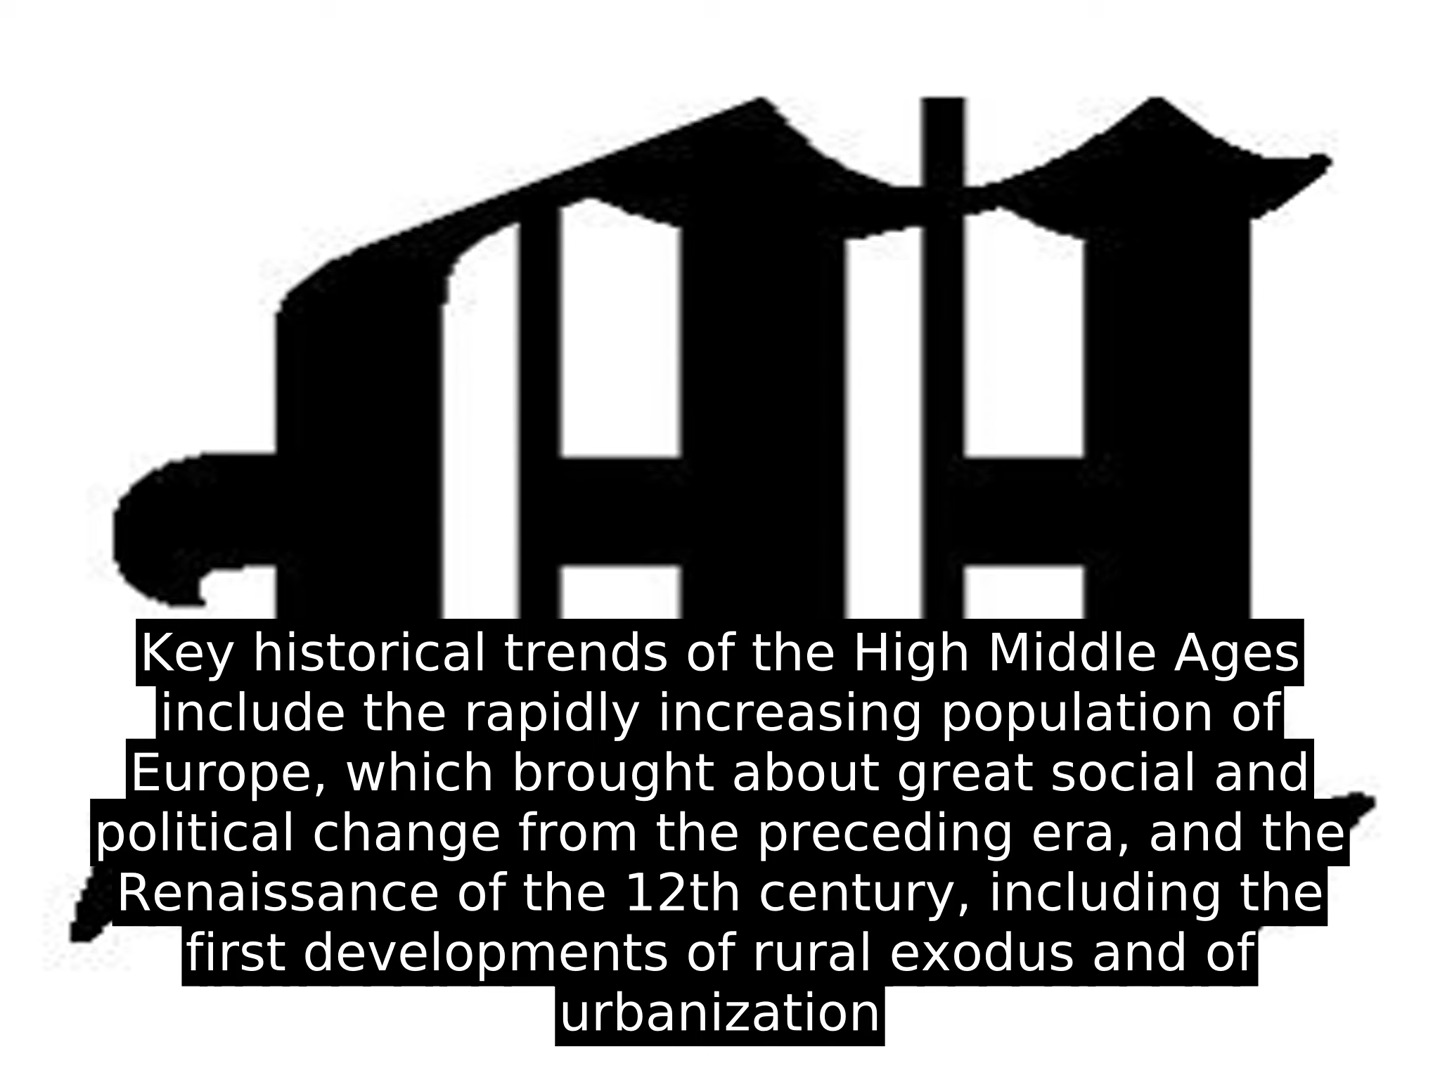 Key historical trends of the High Middle Ages
include the rapidly increasing population of
Europe, which brought about great social and
political change from the preceding era, and the
Renaissance of the 12th century, including the
first developments of rural exodus and of
urbanization